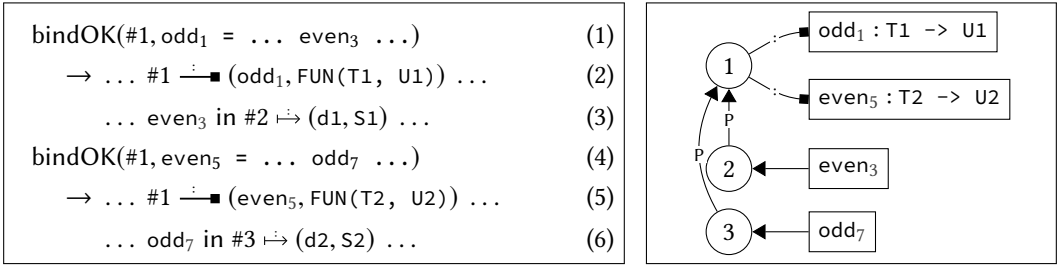 bindOK(#1, odd₁ = ... even₃ ...) (1)
→ ... #1 —:—■ (odd₁, FUN(T1, U1)) ... (2)
... even₃ in #2 ↦: (d1, S1) ... (3)
bindOK(#1, even₅ = ... odd₇ ...) (4)
→ ... #1 —:—■ (even₅, FUN(T2, U2)) ... (5)
... odd₇ in #3 ↦: (d2, S2) ... (6)
: odd₁ : T1 -> U1
1
: even₅ : T2 -> U2
P
P
2 even₃
3 odd₇